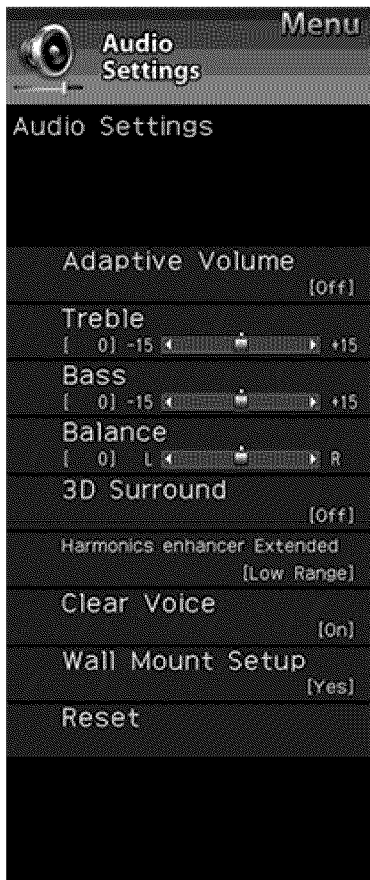 Menu
Audio
Settings
Audio Settings
Adaptive Volume
[Off]
Treble
[ 0] -15 +15
Bass
[ 0] -15 +15
Balance
[ 0] L R
3D Surround
[Off]
Harmonics enhancer Extended
[Low Range]
Clear Voice
[On]
Wall Mount Setup
[Yes]
Reset